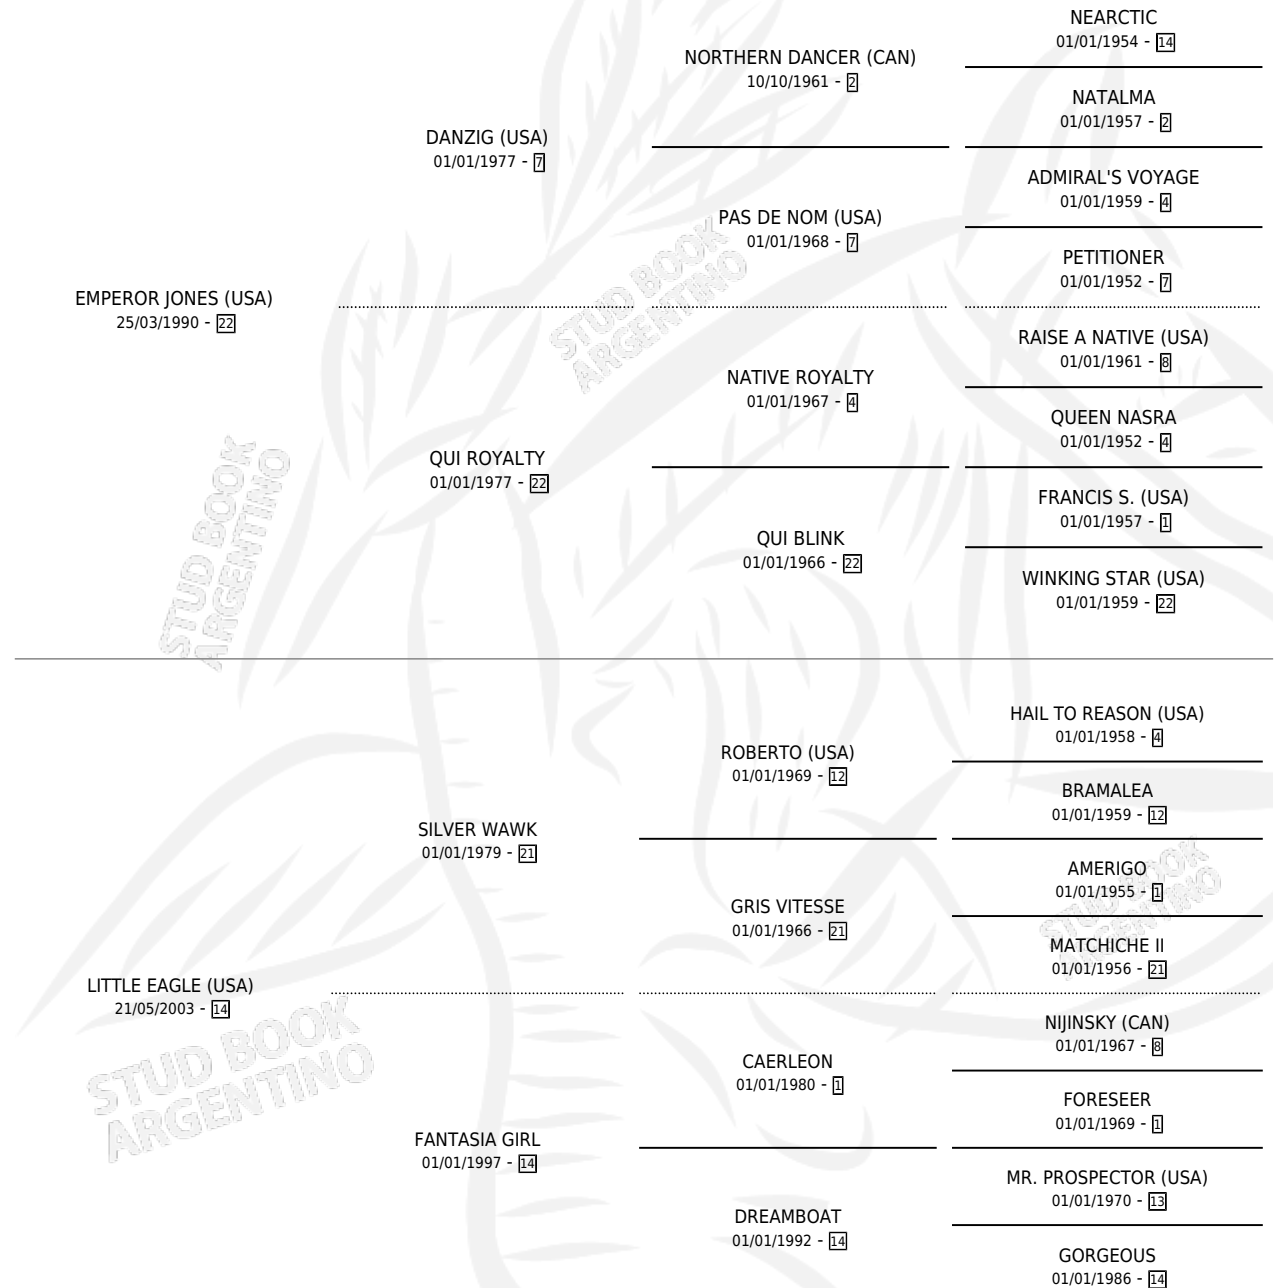 NEARCTIC
01/01/1954 - 14
NORTHERN DANCER (CAN)
10/10/1961 - 2
NATALMA
01/01/1957 - 2
DANZIG (USA)
01/01/1977 - 7
ADMIRAL'S VOYAGE
01/01/1959 - 4
PAS DE NOM (USA)
01/01/1968 - 7
PETITIONER
01/01/1952 - 7
EMPEROR JONES (USA)
25/03/1990 - 22
STUD BOOK
ARGENTINO
RAISE A NATIVE (USA)
01/01/1961 - 8
NATIVE ROYALTY
01/01/1967 - 4
QUEEN NASRA
01/01/1952 - 4
QUI ROYALTY
01/01/1977 - 22
FRANCIS S. (USA)
01/01/1957 - 1
QUI BLINK
01/01/1966 - 22
WINKING STAR (USA)
01/01/1959 - 22
STUD BOOK
ARGENTINO
HAIL TO REASON (USA)
01/01/1958 - 4
ROBERTO (USA)
01/01/1969 - 12
BRAMALEA
01/01/1959 - 12
SILVER WAWK
01/01/1979 - 21
AMERIGO
01/01/1955 - 1
GRIS VITESSE
01/01/1966 - 21
STUD BOOK
ARGENTINO
MATCHICHE II
01/01/1956 - 21
LITTLE EAGLE (USA)
21/05/2003 - 14
NIJINSKY (CAN)
01/01/1967 - 8
CAERLEON
01/01/1980 - 1
FORESEER
01/01/1969 - 1
STUD BOOK
ARGENTINO
FANTASIA GIRL
01/01/1997 - 14
MR. PROSPECTOR (USA)
01/01/1970 - 13
DREAMBOAT
01/01/1992 - 14
GORGEOUS
01/01/1986 - 14